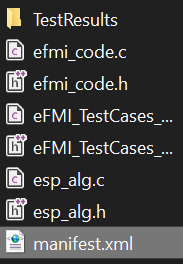 TestResults
efmi_code.c
efmi_code.h
eFMI_TestCases_...
eFMI_TestCases_...
esp_alg.c
esp_alg.h
manifest.xml